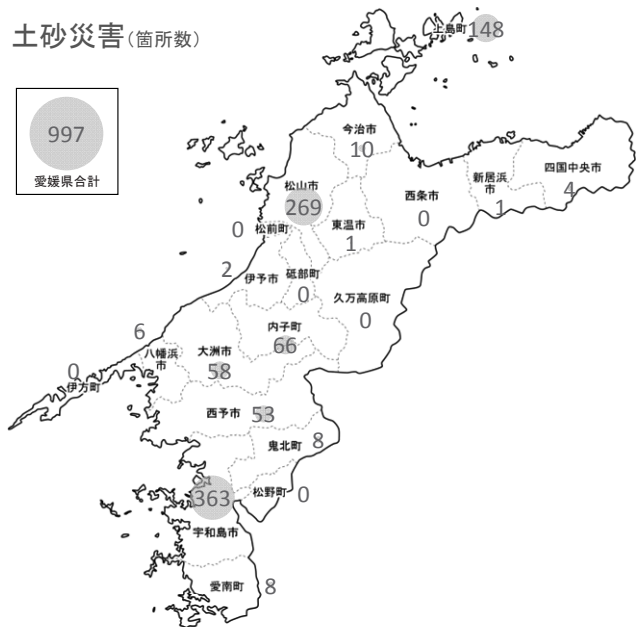 土砂災害(箇所数)
997
愛媛県合計
上島町 148
今治市
10
松山市
269
四国中央市
4
新居浜
市
1
西条市
0
東温市
1
0
松前町
2
伊予市
砥部町
0
久万高原町
0
内子町
66
6
八幡浜
市
大洲市
58
0
伊方町
西予市 53
鬼北町 8
363
松野町 0
宇和島市
愛南町 8